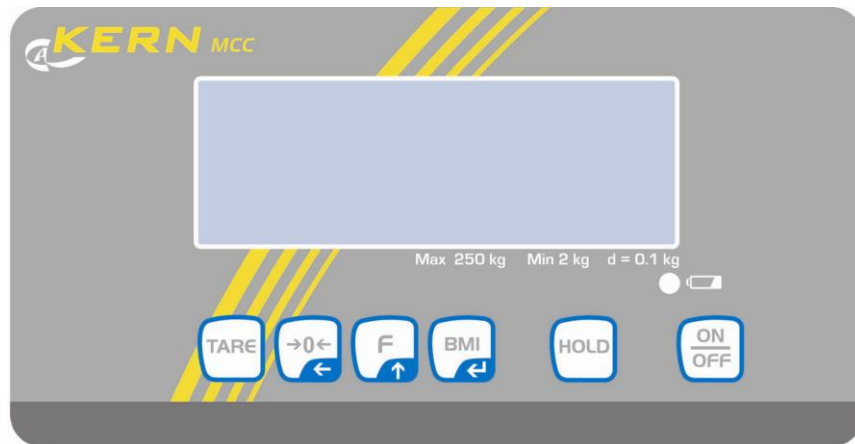 KERN MCC
Max 250 kg Min 2 kg d = 0.1 kg
TARE →0← F BMI HOLD ON
OFF